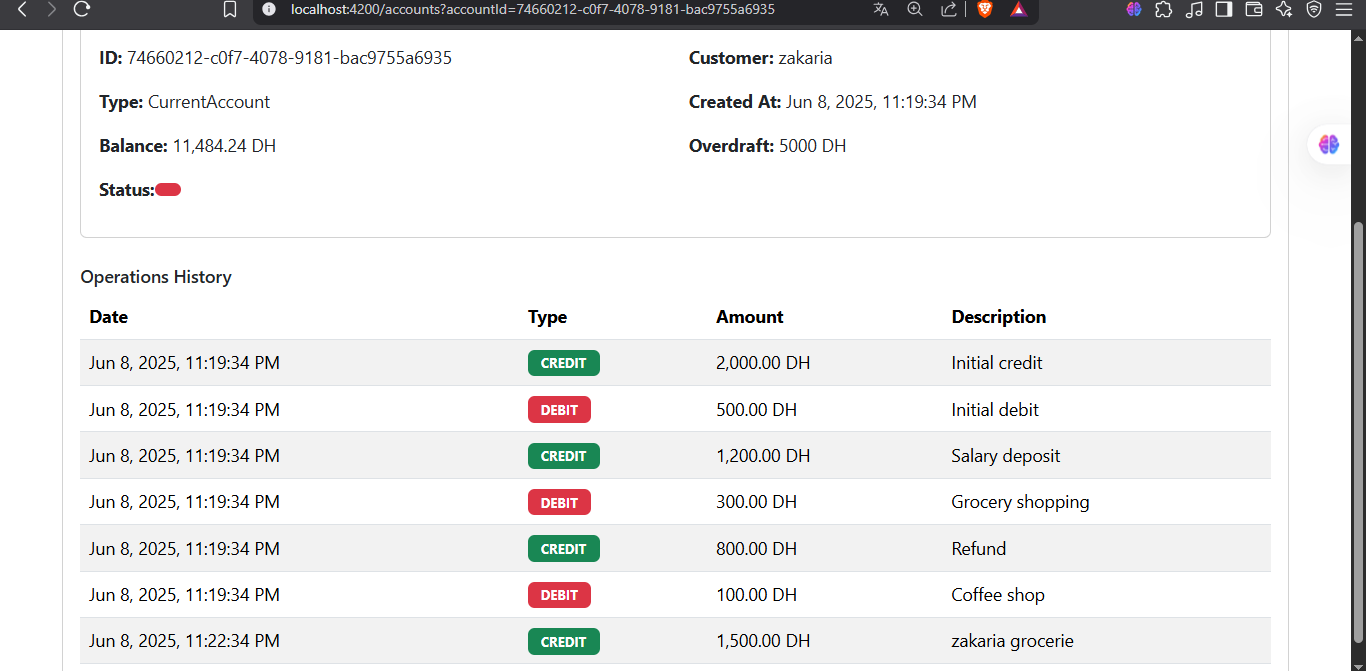 localhost:4200/accounts?accountId=74660212-c0f7-4078-9181-bac9755a6935
ID: 74660212-c0f7-4078-9181-bac9755a6935 Customer: zakaria
Type: CurrentAccount Created At: Jun 8, 2025, 11:19:34 PM
Balance: 11,484.24 DH Overdraft: 5000 DH
Status:
Operations History
Date Type Amount Description
Jun 8, 2025, 11:19:34 PM CREDIT 2,000.00 DH Initial credit
Jun 8, 2025, 11:19:34 PM DEBIT 500.00 DH Initial debit
Jun 8, 2025, 11:19:34 PM CREDIT 1,200.00 DH Salary deposit
Jun 8, 2025, 11:19:34 PM DEBIT 300.00 DH Grocery shopping
Jun 8, 2025, 11:19:34 PM CREDIT 800.00 DH Refund
Jun 8, 2025, 11:19:34 PM DEBIT 100.00 DH Coffee shop
Jun 8, 2025, 11:22:34 PM CREDIT 1,500.00 DH zakaria grocerie